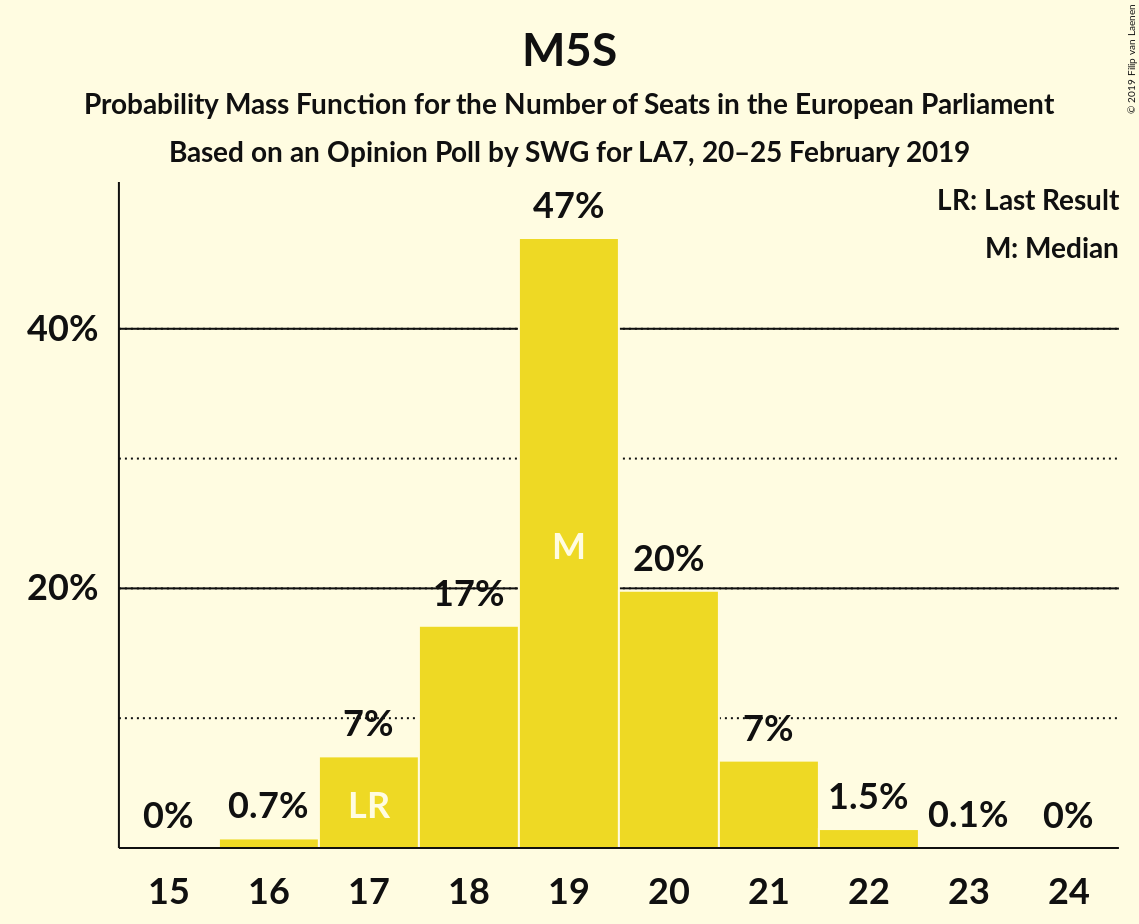 © 2019 Filip van Laenen
M5S
Probability Mass Function for the Number of Seats in the European Parliament
Based on an Opinion Poll by SWG for LA7, 20–25 February 2019
LR: Last Result
M: Median
47%
40%
M
20%
20%
17%
7%
7%
LR
0%
0.7%
1.5%
0.1%
0%
15 16 17 18 19 20 21 22 23 24